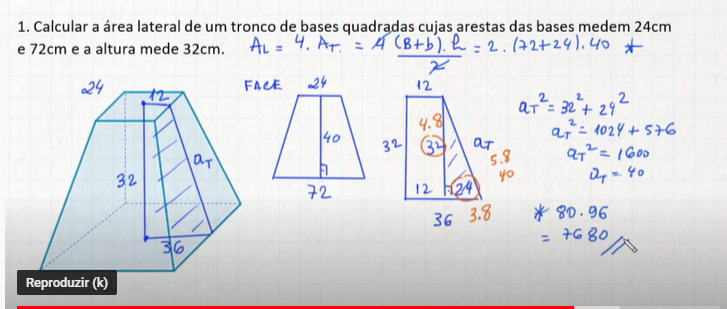 1. Calcular a área lateral de um tronco de bases quadradas cujas arestas das bases medem 24cm
e 72cm e a altura mede 32cm. AL = 4. AT. = 4 (B+b). h = 2. (72+24). 40 *
2
24
12
32
aT
36
FACE
24
40
72
12
32
4.8
32
aT
5.8
40
12
24
36
3.8
aT² = 32² + 24²
aT² = 1024 + 576
aT² = 1600
aT = 40
* 80.96
= 7680
Reproduzir (k)